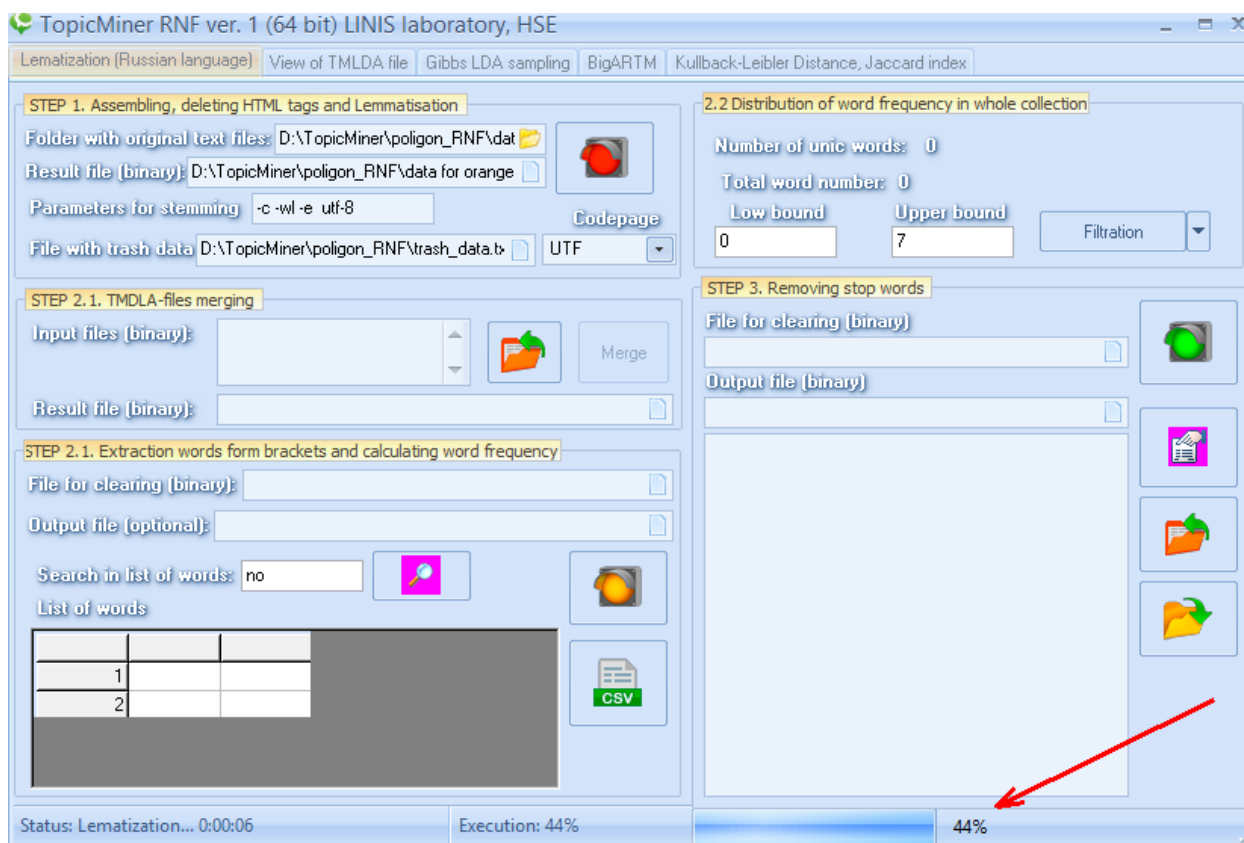 TopicMiner RNF ver. 1 (64 bit) LINIS laboratory, HSE
Lematization (Russian language) View of TMLDA file Gibbs LDA sampling BigARTM Kullback-Leibler Distance, Jaccard index
STEP 1. Assembling, deleting HTML tags and Lemmatisation
Folder with original text files: D:\TopicMiner\poligon_RNF\dat
Result file (binary): D:\TopicMiner\poligon_RNF\data for orange
Parameters for stemming -c -wl -e utf-8
Codepage
File with trash data D:\TopicMiner\poligon_RNF\trash_data.tx UTF
STEP 2.1. TMDLA-files merging
Input files (binary):
Merge
Result file (binary):
STEP 2.1. Extraction words form brackets and calculating word frequency
File for clearing (binary):
Output file (optional):
Search in list of words: no
List of words
1
2
CSV
2.2 Distribution of word frequency in whole collection
Number of unic words: 0
Total word number: 0
Low bound Upper bound
0 7 Filtration
STEP 3. Removing stop words
File for clearing (binary)
Output file (binary)
Status: Lematization... 0:00:06 Execution: 44% 44%